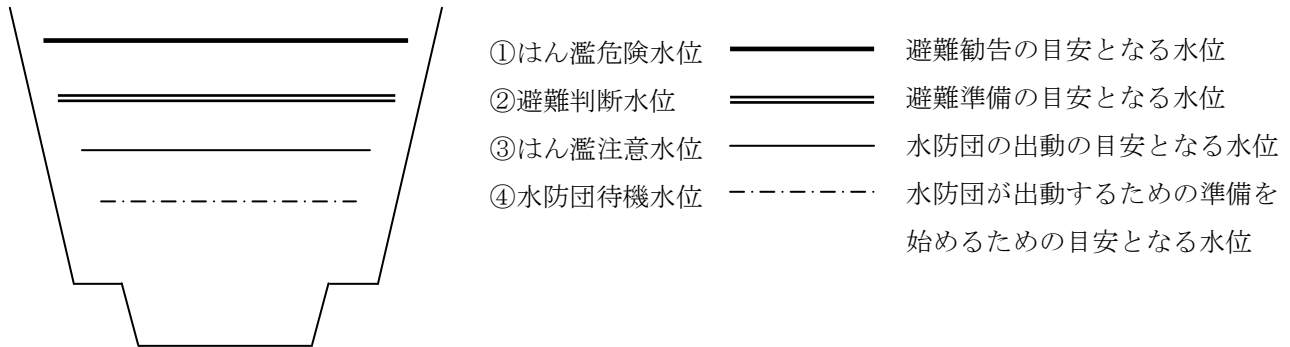 ①はん濫危険水位 避難勧告の目安となる水位
②避難判断水位 避難準備の目安となる水位
③はん濫注意水位 水防団の出動の目安となる水位
④水防団待機水位 水防団が出動するための準備を
始めるための目安となる水位